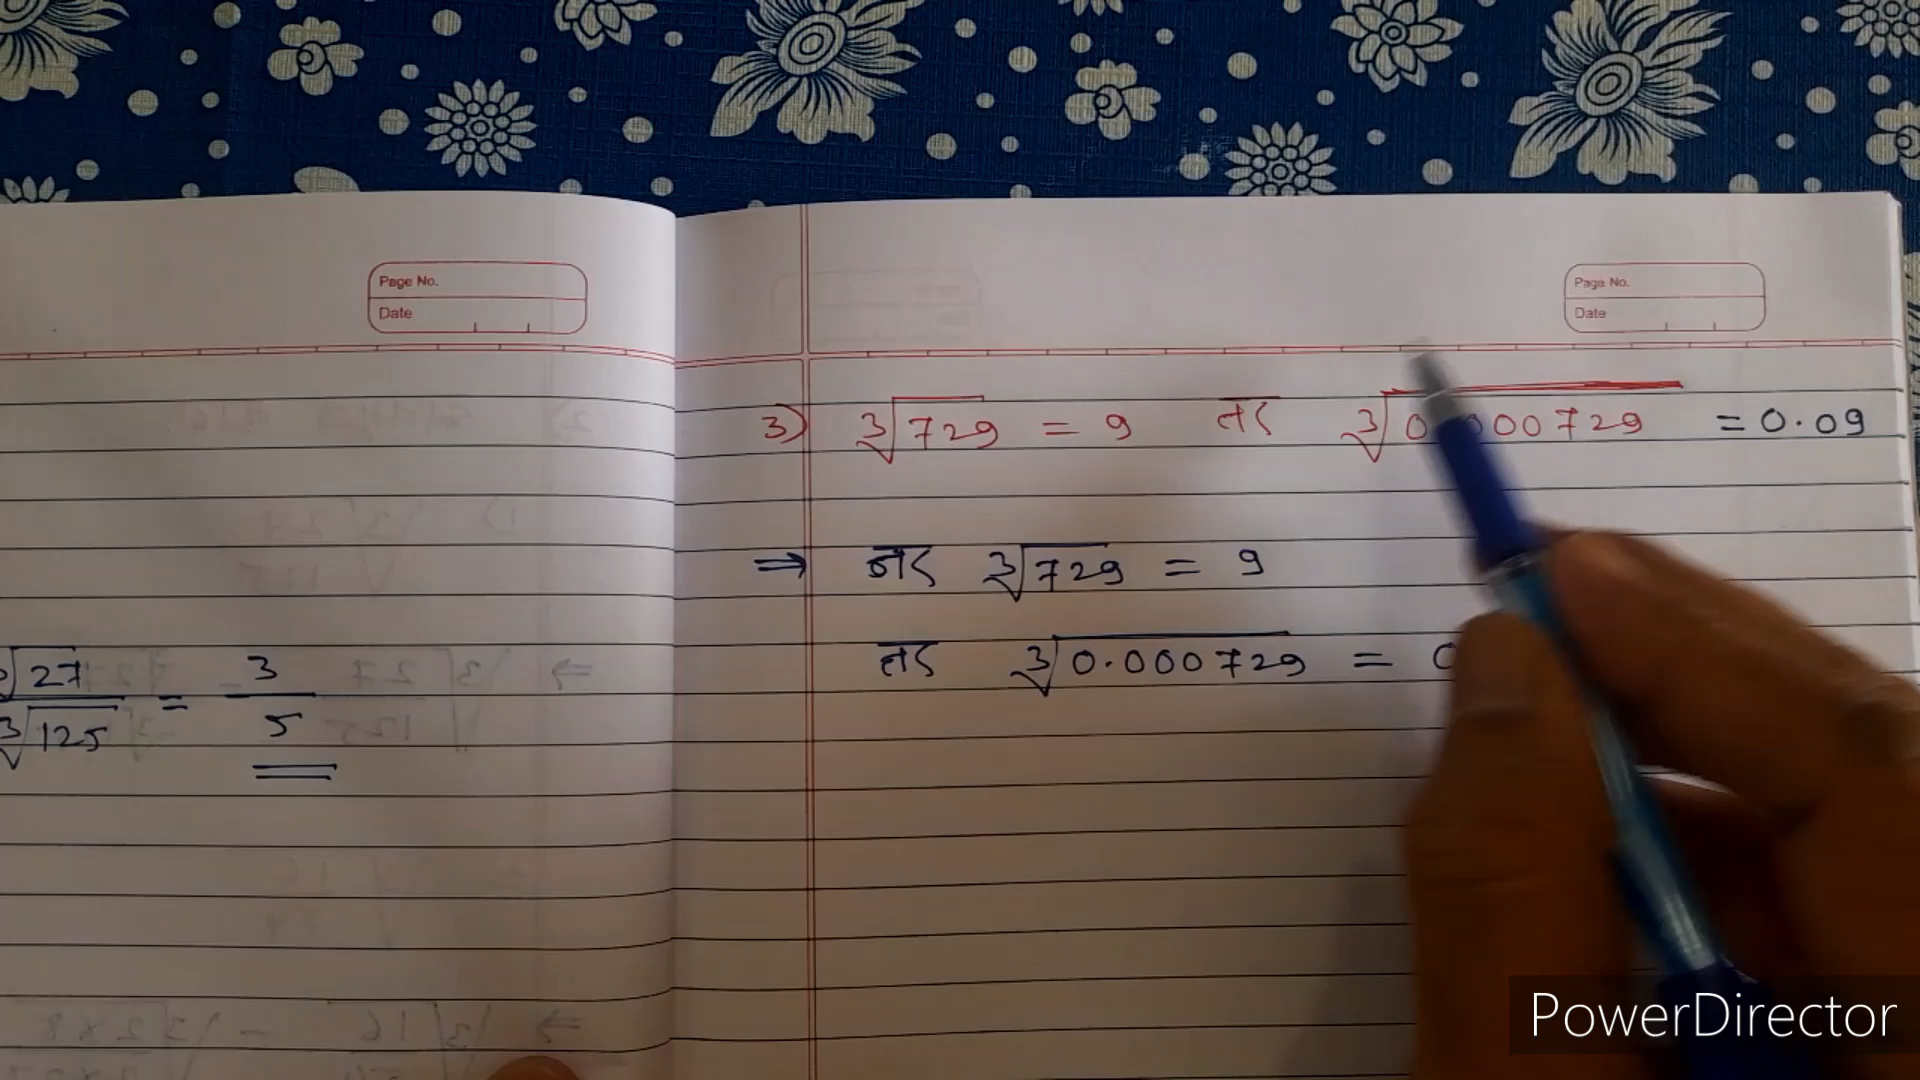 Page No.
Date
∛27 / ∛125 = 3 / 5
Page No.
Date
3) ∛729 = 9 तर ∛0.000729 = 0.09
⇒ जर ∛729 = 9
तर ∛0.000729 =
PowerDirector